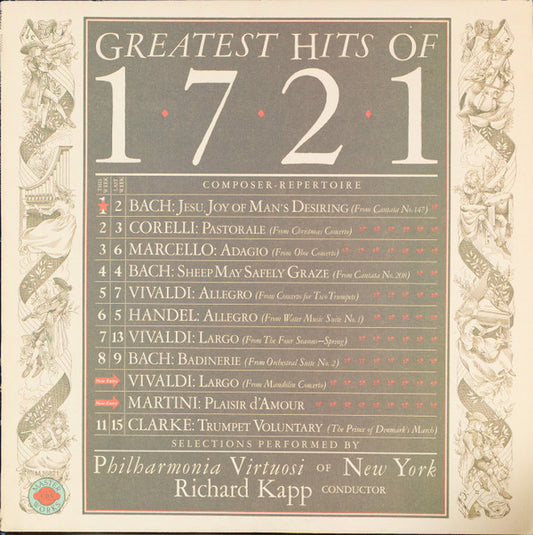 GREATEST HITS OF
1·7·2·1
THIS WEEK LAST WEEK COMPOSER-REPERTOIRE
1 2 BACH: JESU, JOY OF MAN'S DESIRING (From Cantata No. 147)
2 3 CORELLI: PASTORALE (From Christmas Concerto)
3 6 MARCELLO: ADAGIO (From Oboe Concerto)
4 4 BACH: SHEEP MAY SAFELY GRAZE (From Cantata No. 208)
5 7 VIVALDI: ALLEGRO (From Concerto for Two Trumpets)
6 5 HANDEL: ALLEGRO (From Water Music Suite No. 1)
7 13 VIVALDI: LARGO (From The Four Seasons—Spring)
8 9 BACH: BADINERIE (From Orchestral Suite No. 2)
New Entry VIVALDI: LARGO (From Mandolin Concerto)
New Entry MARTINI: PLAISIR d'AMOUR
11 15 CLARKE: TRUMPET VOLUNTARY (The Prince of Denmark's March)
SELECTIONS PERFORMED BY
Philharmonia Virtuosi OF New York
Richard Kapp CONDUCTOR
MASTER
CBS
WORKS